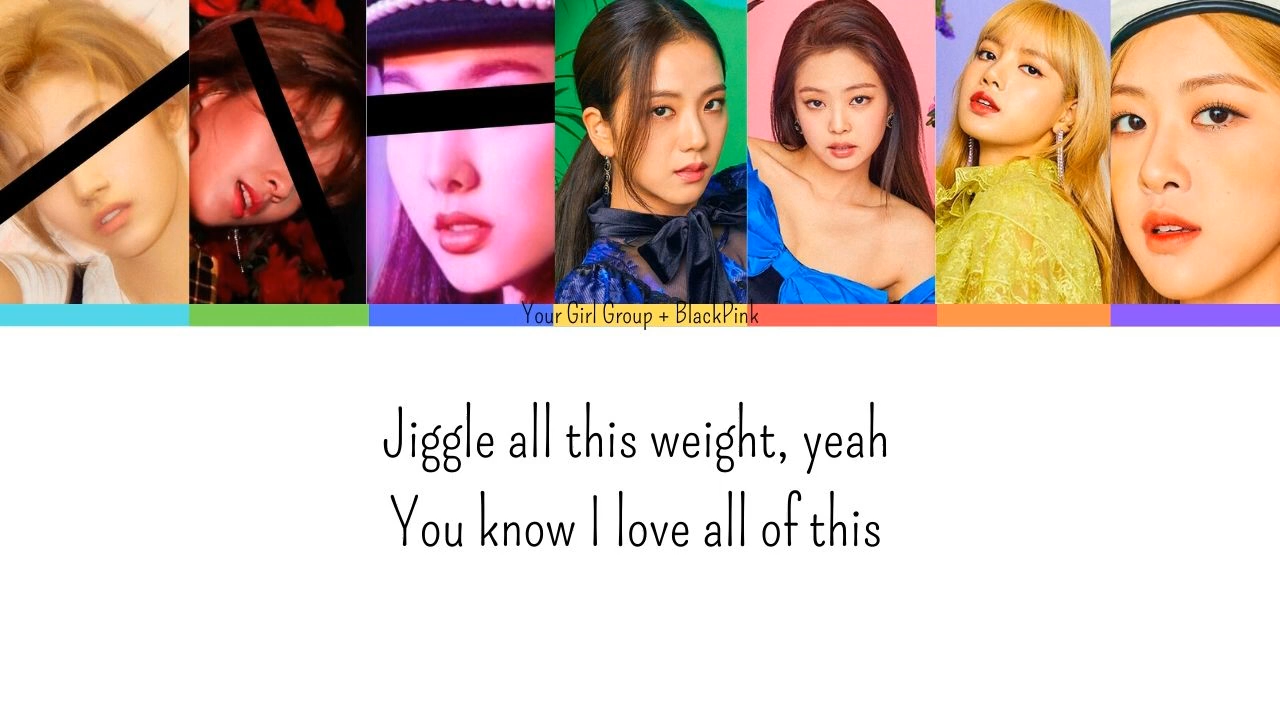 Your Girl Group + BlackPink
Jiggle all this weight, yeah
You know I love all of this